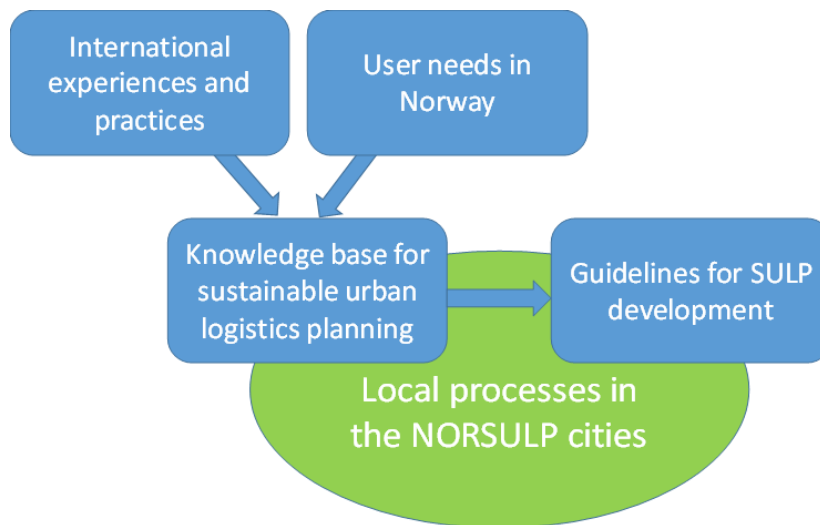 International
experiences and
practices
User needs in
Norway
Knowledge base for
sustainable urban
logistics planning
Guidelines for SULP
development
Local processes in
the NORSULP cities